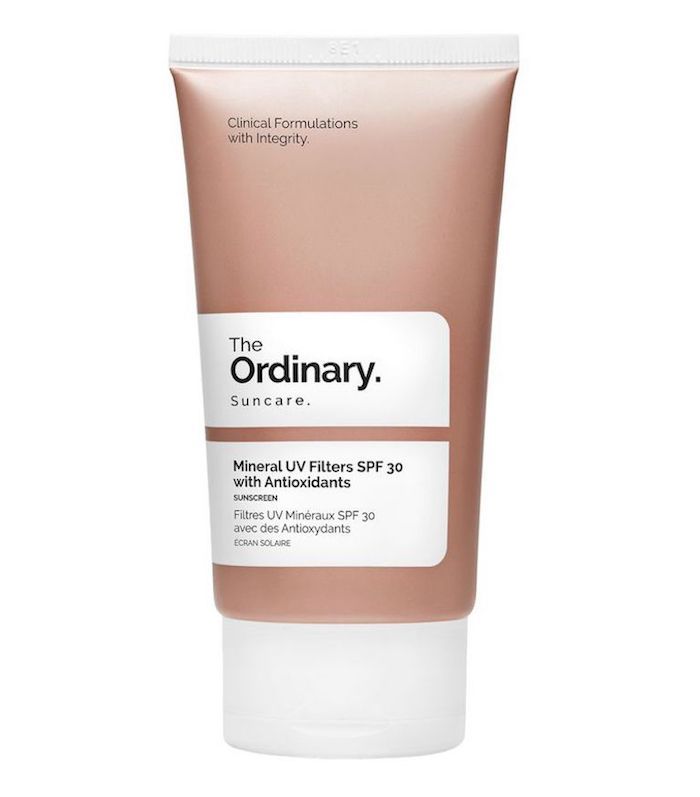 Clinical Formulations
with Integrity.
The
Ordinary.
Suncare.
Mineral UV Filters SPF 30
with Antioxidants
SUNSCREEN
Filtres UV Minéraux SPF 30
avec des Antioxydants
ÉCRAN SOLAIRE